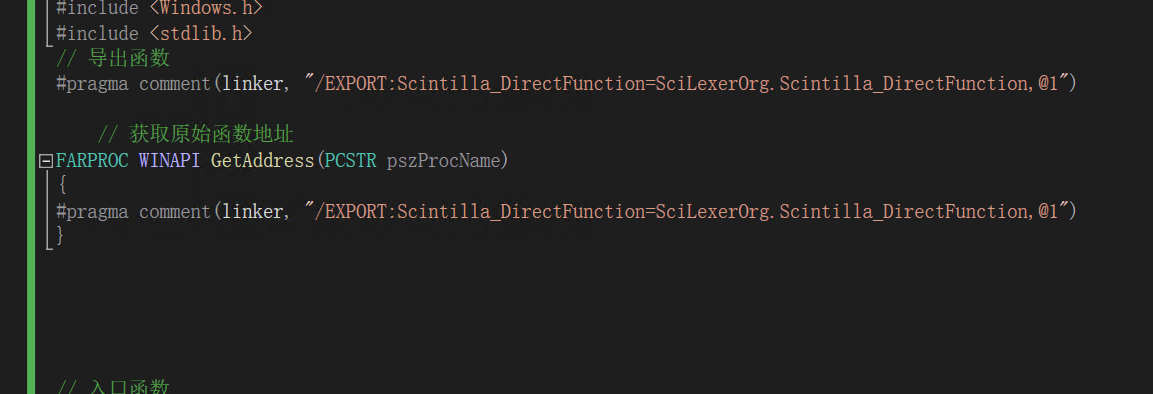 #include <Windows.h>
#include <stdlib.h>
// 导出函数
#pragma comment(linker, "/EXPORT:Scintilla_DirectFunction=SciLexerOrg.Scintilla_DirectFunction,@1")
// 获取原始函数地址
FARPROC WINAPI GetAddress(PCSTR pszProcName)
{
#pragma comment(linker, "/EXPORT:Scintilla_DirectFunction=SciLexerOrg.Scintilla_DirectFunction,@1")
}
// 入口函数